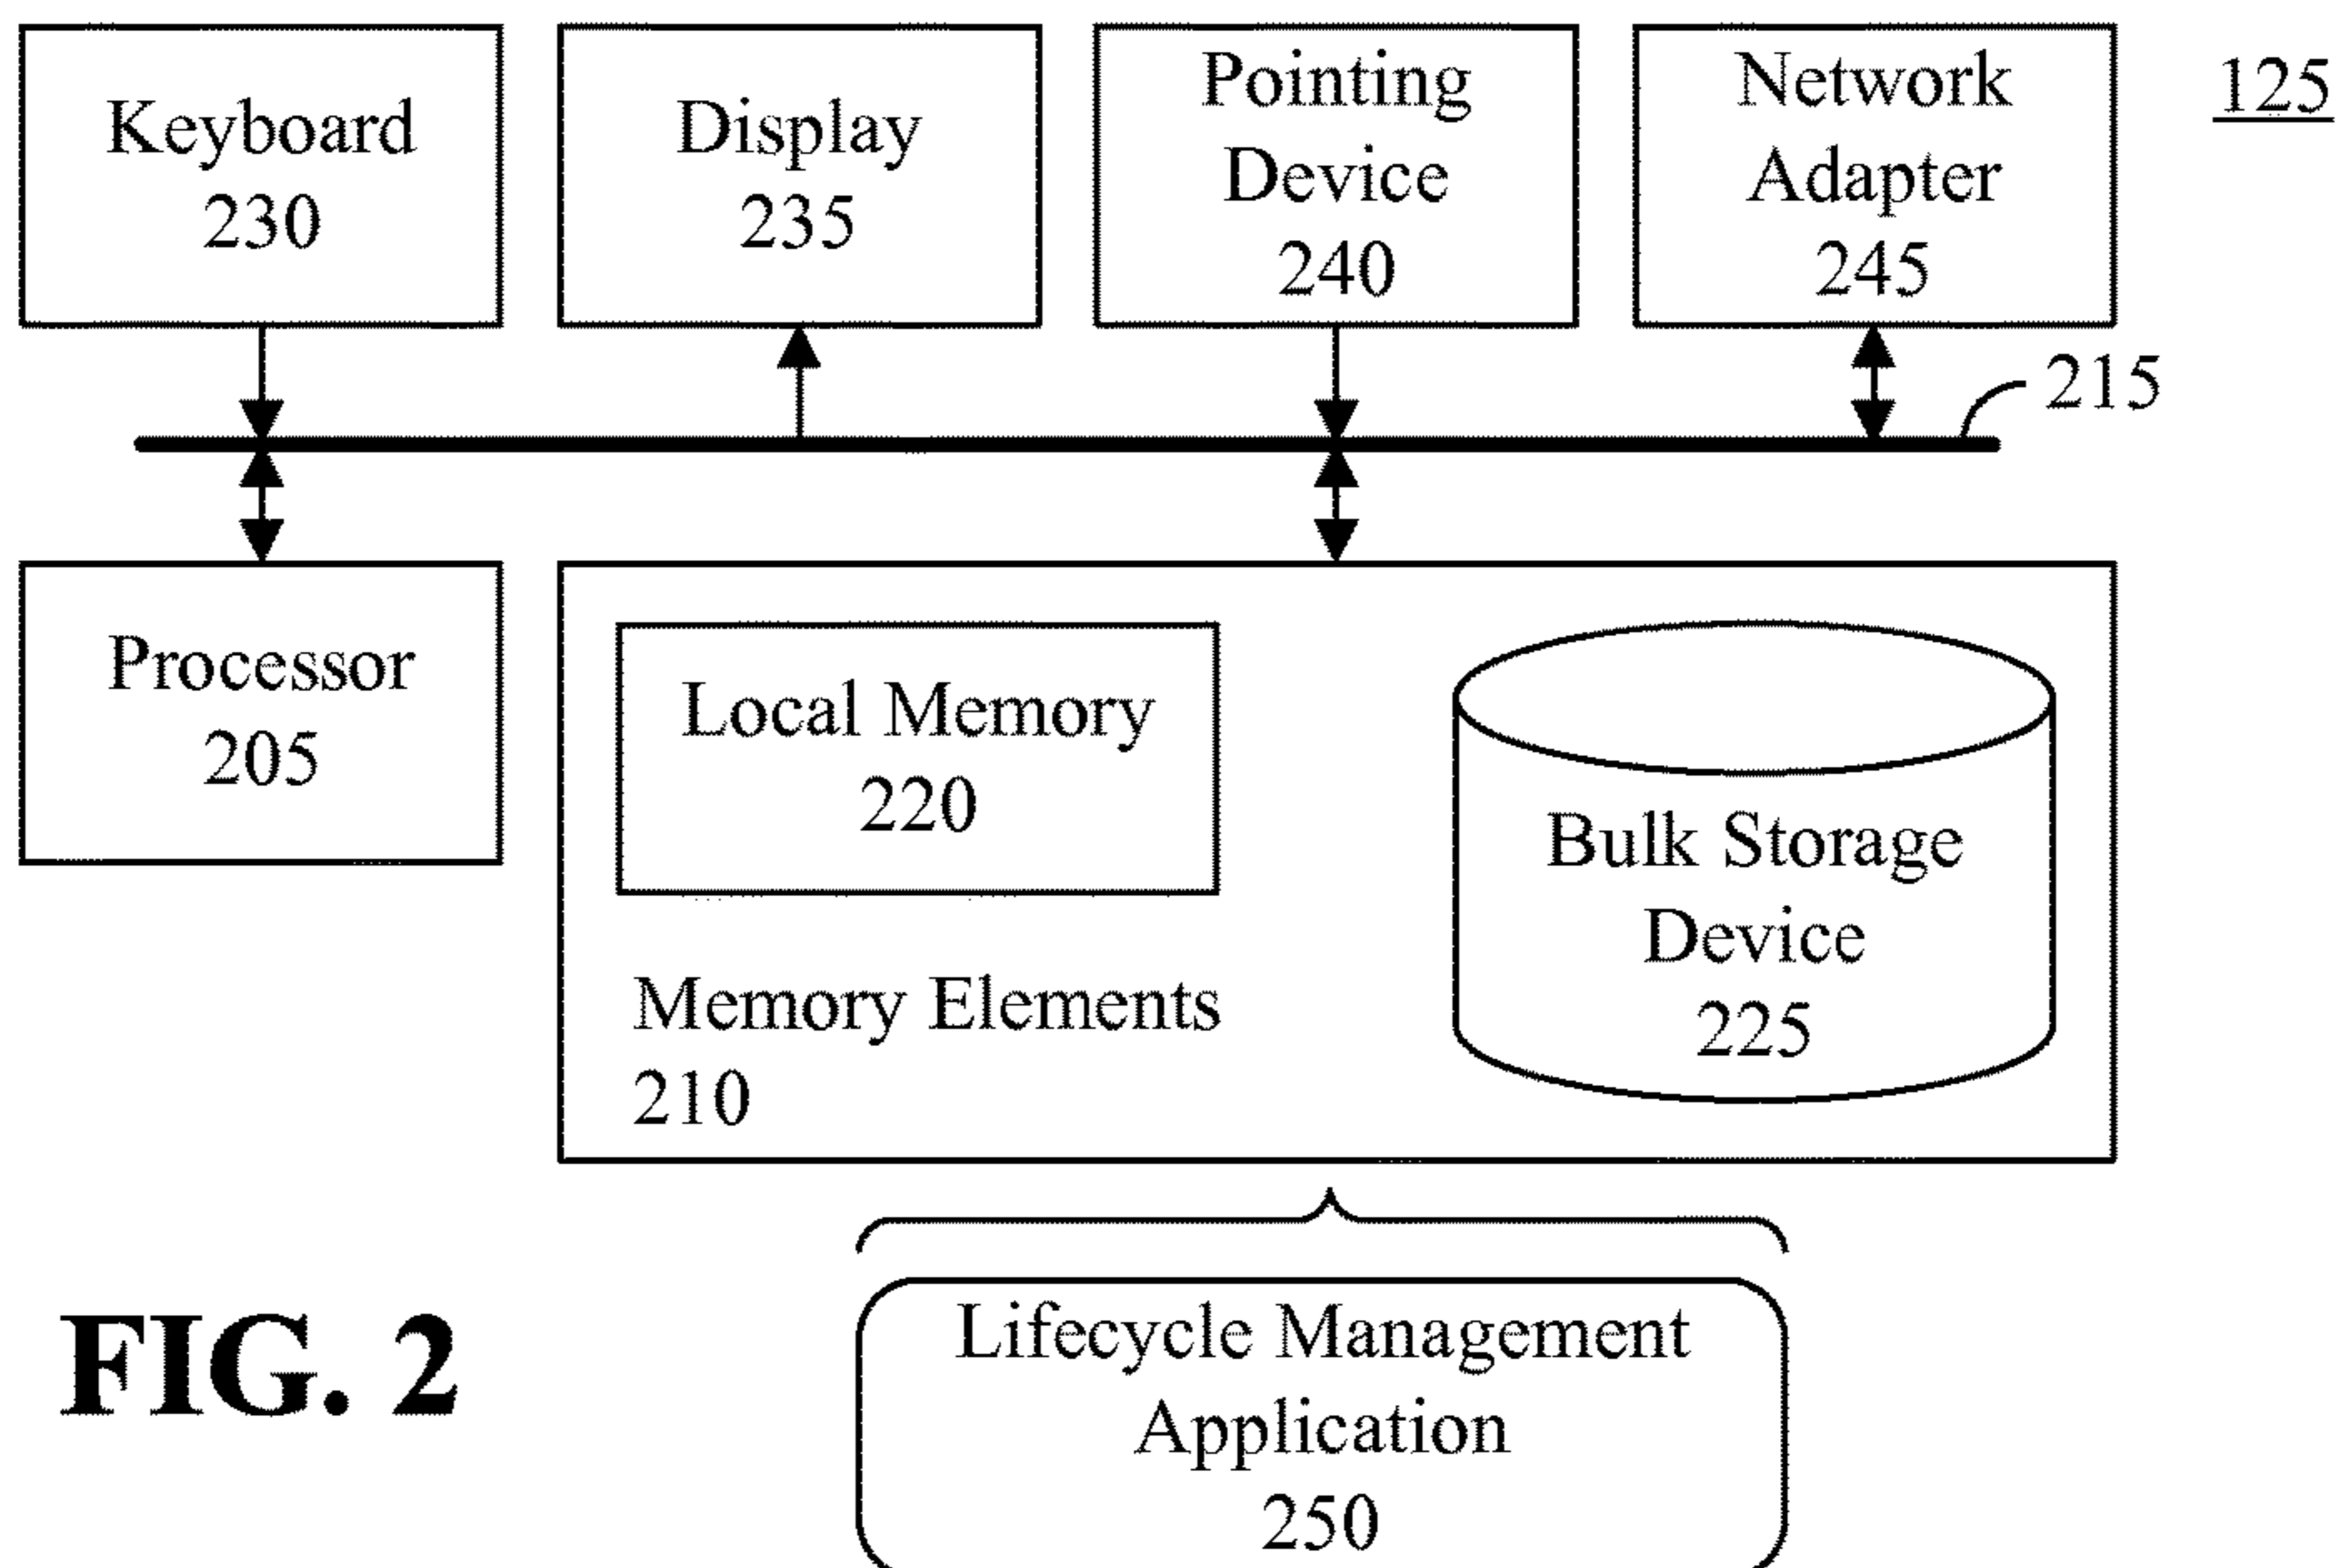 Keyboard
230
Display
235
Pointing
Device
240
Network
Adapter
245
125
215
Processor
205
Local Memory
220
Memory Elements
210
Bulk Storage
Device
225
FIG. 2
Lifecycle Management
Application
250